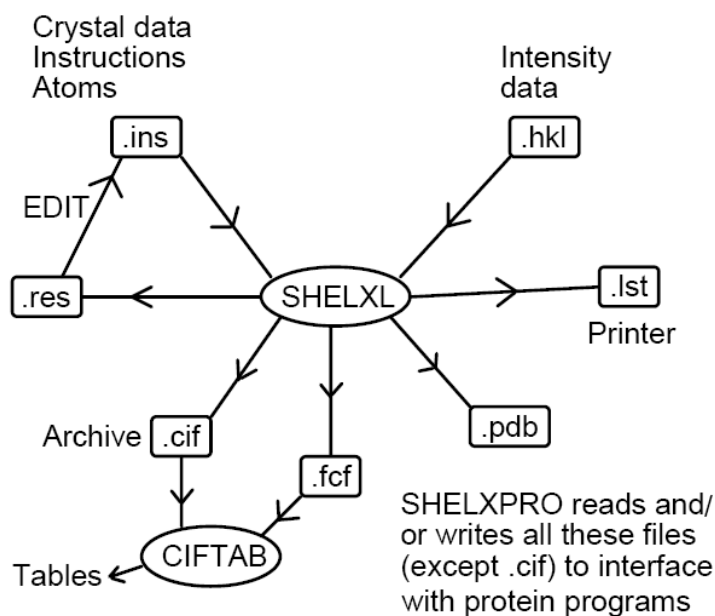 Crystal data
Instructions
Atoms
Intensity
data
.ins
.hkl
EDIT
.res
SHELXL
.lst
Printer
Archive
.cif
.fcf
.pdb
CIFTAB
Tables
SHELXPRO reads and/
or writes all these files
(except .cif) to interface
with protein programs